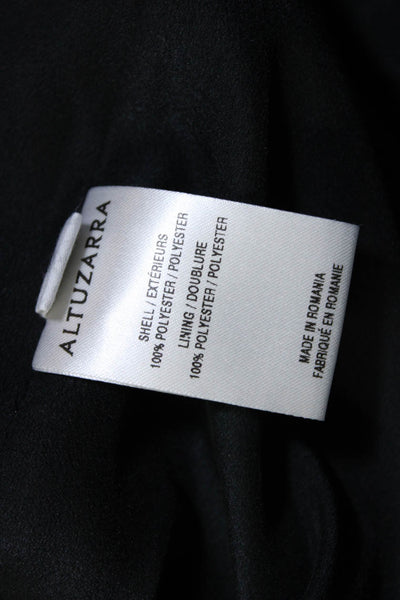 ALTUZARRA
SHELL / EXTÉRIEURS
100% POLYESTER / POLYESTER
LINING / DOUBLURE
100% POLYESTER / POLYESTER
MADE IN ROMANIA
FABRIQUÉ EN ROMANIE